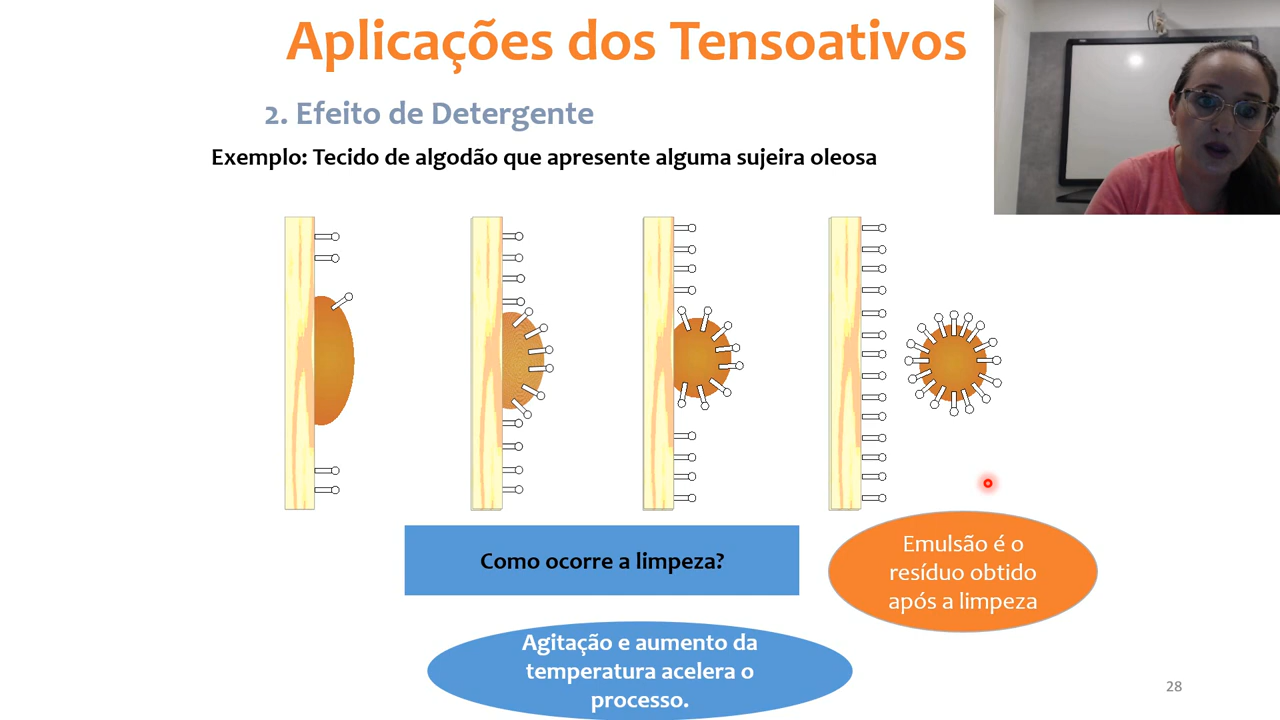 Aplicações dos Tensoativos
2. Efeito de Detergente
Exemplo: Tecido de algodão que apresente alguma sujeira oleosa
Como ocorre a limpeza?
Emulsão é o
resíduo obtido
após a limpeza
Agitação e aumento da
temperatura acelera o
processo.
28